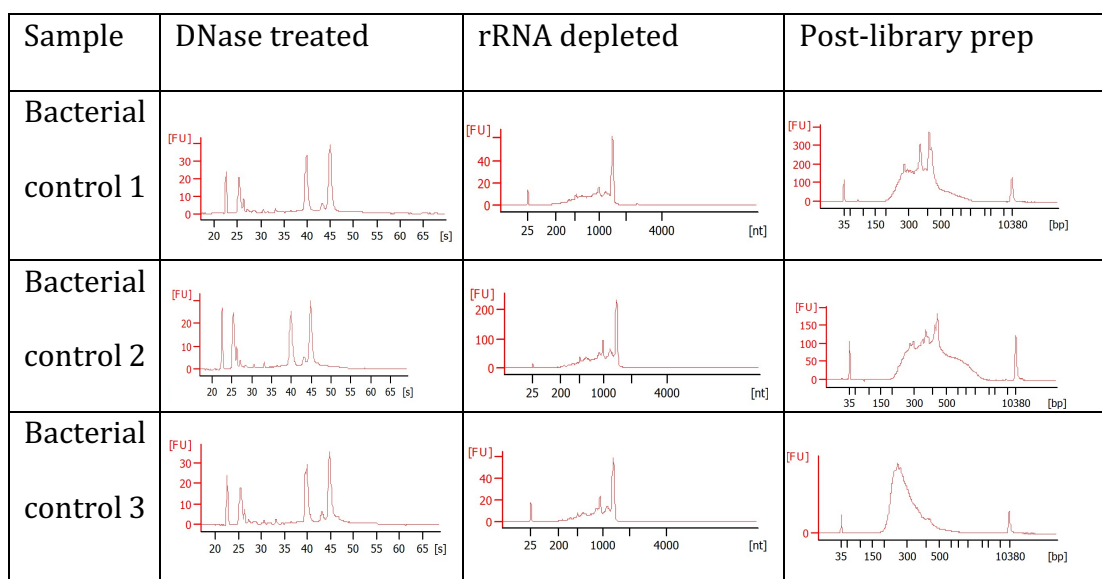 Sample DNase treated rRNA depleted Post-library prep
Bacterial
control 1
[FU]
30
20
10
0
20 25 30 35 40 45 50 55 60 65 [s]
[FU]
40
20
0
25 200 1000 4000 [nt]
[FU]
300
200
100
0
35 150 300 500 10380 [bp]
Bacterial
control 2
[FU]
20
10
0
20 25 30 35 40 45 50 55 60 65 [s]
[FU]
200
100
0
25 200 1000 4000 [nt]
[FU]
150
100
50
0
35 150 300 500 10380 [bp]
Bacterial
control 3
[FU]
30
20
10
0
20 25 30 35 40 45 50 55 60 65 [s]
[FU]
40
20
0
25 200 1000 4000 [nt]
[FU]
0
35 150 300 500 10380 [bp]